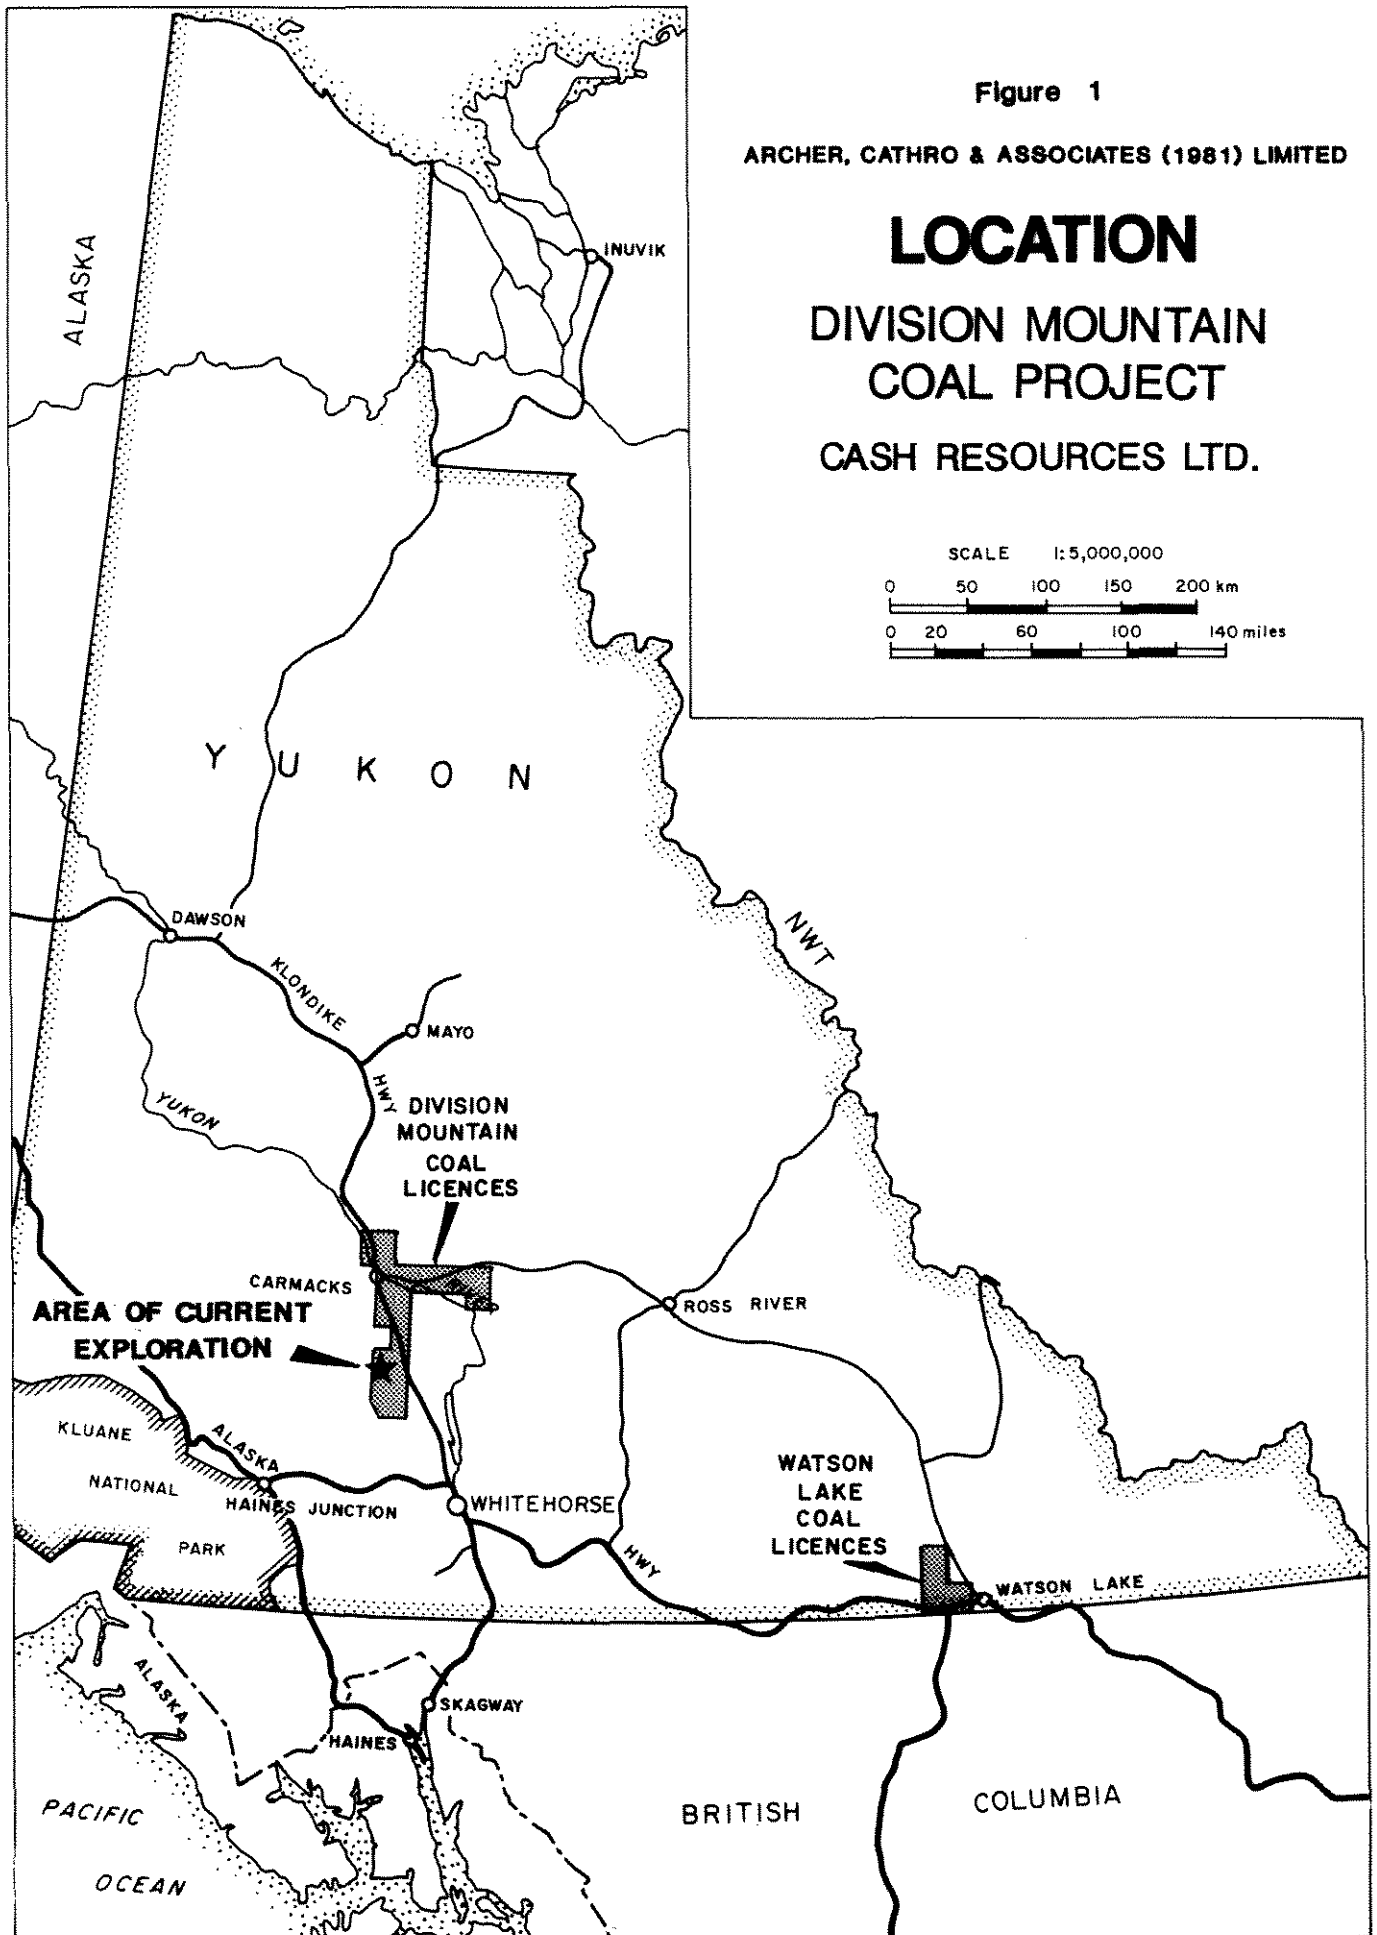 Figure 1
ARCHER, CATHRO & ASSOCIATES (1981) LIMITED
LOCATION
DIVISION MOUNTAIN
COAL PROJECT
CASH RESOURCES LTD.
SCALE 1:5,000,000
0 50 100 150 200 km
0 20 60 100 140 miles
ALASKA
INUVIK
YUKON
NWT
DAWSON
KLONDIKE
HWY
MAYO
YUKON
DIVISION
MOUNTAIN
COAL
LICENCES
CARMACKS
ROSS RIVER
AREA OF CURRENT
EXPLORATION
KLUANE
NATIONAL
PARK
ALASKA
HAINES JUNCTION
WHITEHORSE
HWY
WATSON
LAKE
COAL
LICENCES
WATSON LAKE
ALASKA
SKAGWAY
HAINES
PACIFIC
OCEAN
BRITISH
COLUMBIA